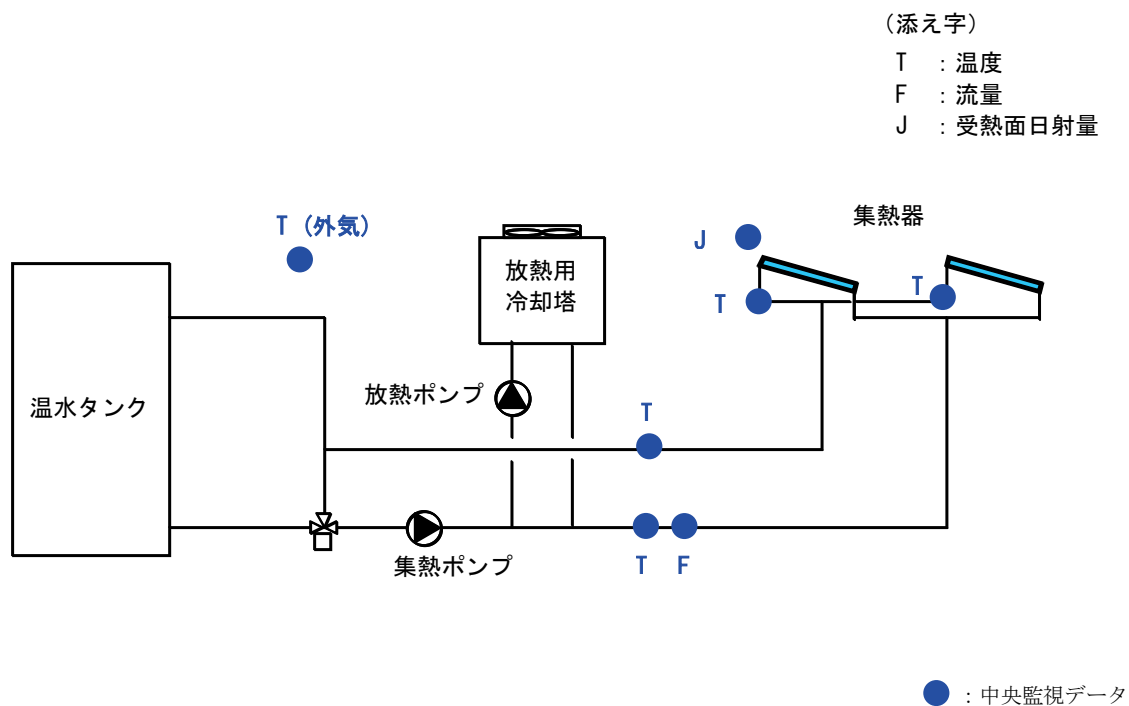 （添え字）
T ：温度
F ：流量
J ：受熱面日射量
T（外気）
集熱器
J
放熱用
冷却塔
T
T
放熱ポンプ
温水タンク
T
集熱ポンプ
T
F
：中央監視データ